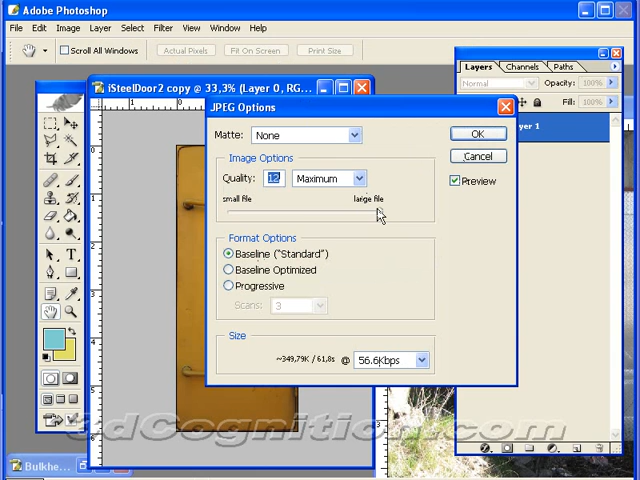 Adobe Photoshop
File Edit Image Layer Select Filter View Window Help
Scroll All Windows Actual Pixels Fit On Screen Print Size
iSteelDoor2 copy @ 33,3% (Layer 0, RG...
Layers Channels Paths
Normal Opacity: 100%
Fill: 100%
yer 1
JPEG Options
Matte: None
OK
Cancel
Preview
Image Options
Quality: 12 Maximum
small file large file
Format Options
Baseline ("Standard")
Baseline Optimized
Progressive
Scans: 3
Size
~349,79K / 61,8s @ 56.6Kbps
3dCognition.com
Bulkhe...